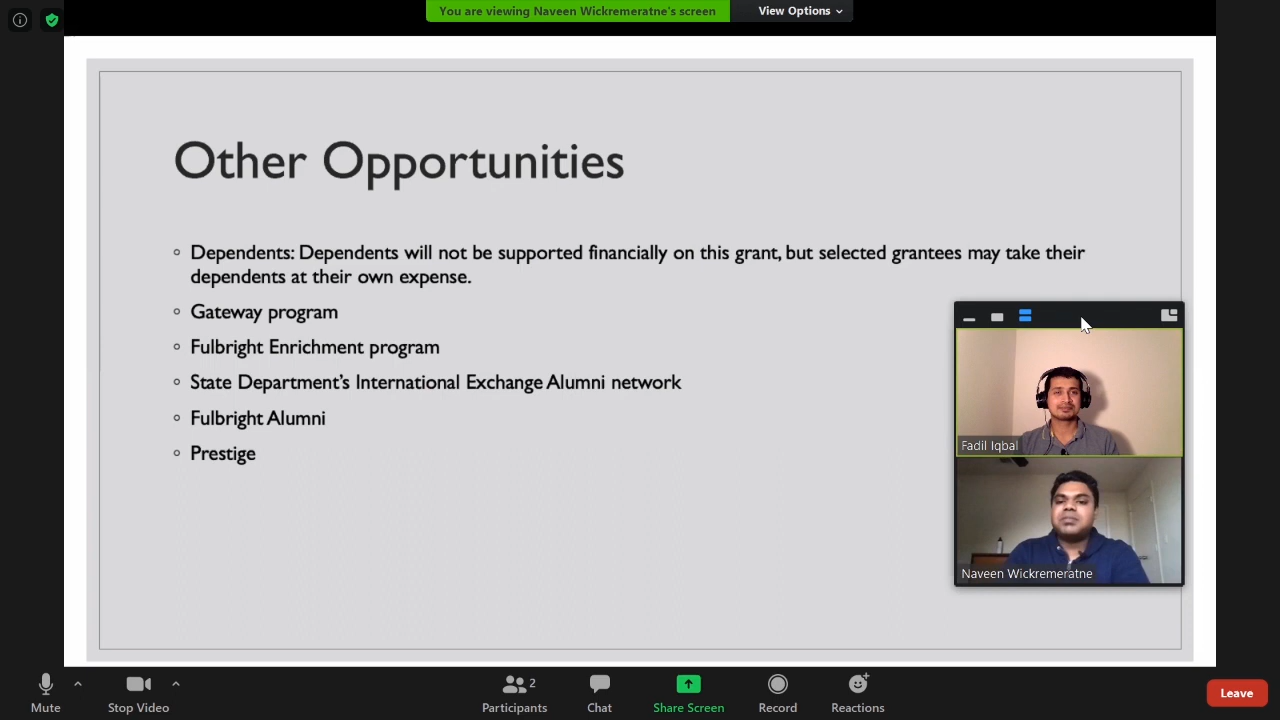 You are viewing Naveen Wickremeratne's screen
View Options
Other Opportunities
Dependents: Dependents will not be supported financially on this grant, but selected grantees may take their
dependents at their own expense.
Gateway program
Fulbright Enrichment program
State Department's International Exchange Alumni network
Fulbright Alumni
Prestige
Fadil Iqbal
Naveen Wickremeratne
Mute
Stop Video
Participants
2
Chat
Share Screen
Record
Reactions
Leave